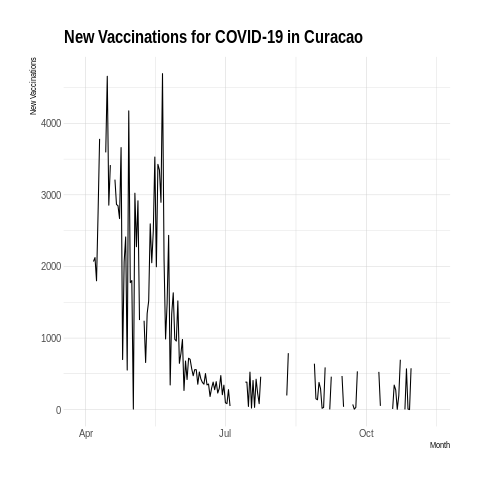 New Vaccinations for COVID-19 in Curacao
New Vaccinations
4000
3000
2000
1000
0
Apr
Jul
Oct
Month